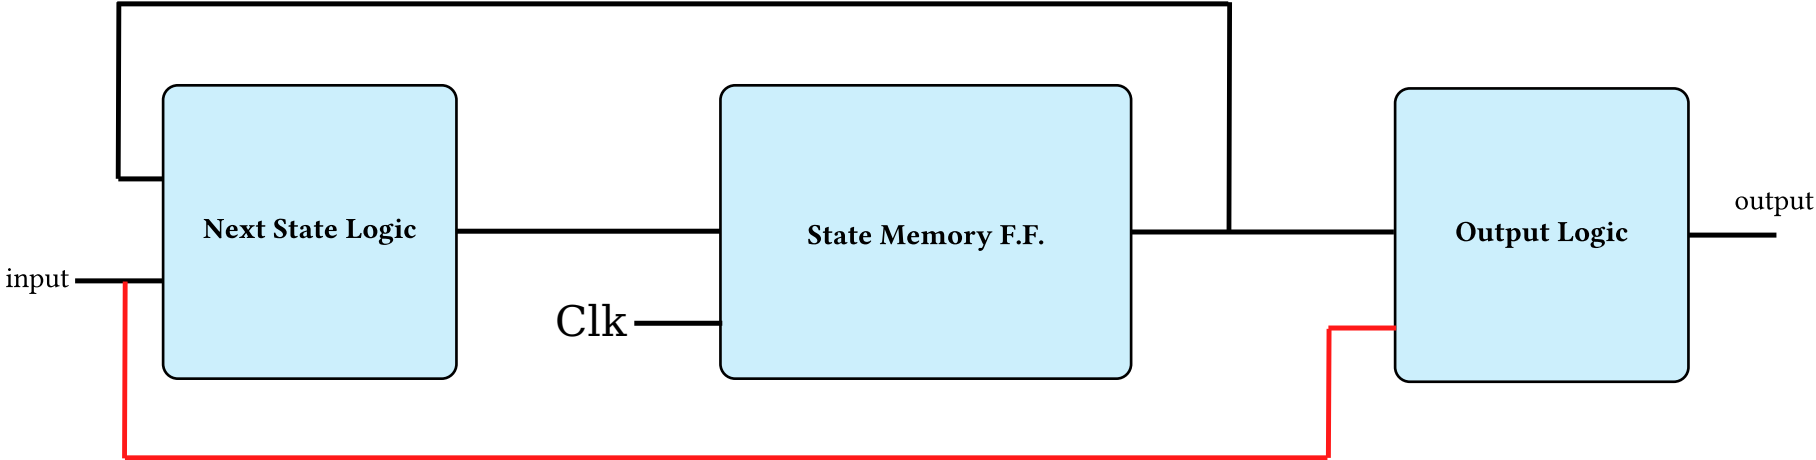 output
Next State Logic
State Memory F.F.
Output Logic
input
Clk